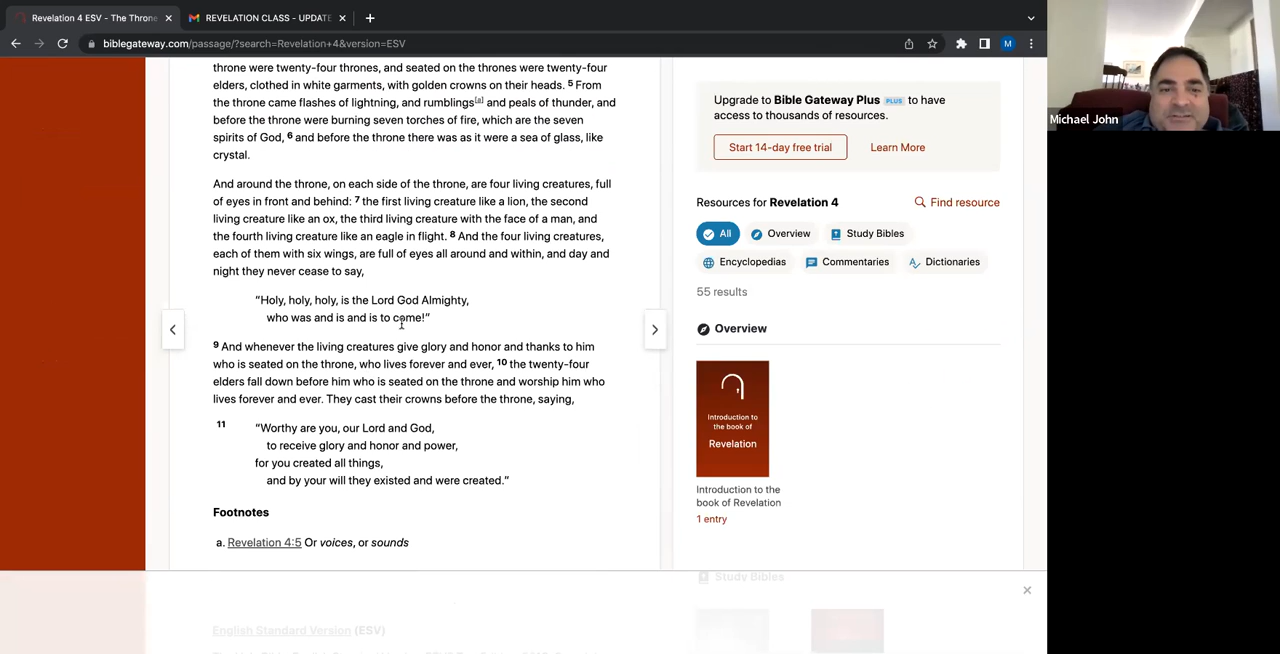 Revelation 4 ESV - The Throne
REVELATION CLASS - UPDATE
biblegateway.com/passage/?search=Revelation+4&version=ESV
M
throne were twenty-four thrones, and seated on the thrones were twenty-four
elders, clothed in white garments, with golden crowns on their heads. 5 From
the throne came flashes of lightning, and rumblings[a] and peals of thunder, and
before the throne were burning seven torches of fire, which are the seven
spirits of God, 6 and before the throne there was as it were a sea of glass, like
crystal.
And around the throne, on each side of the throne, are four living creatures, full
of eyes in front and behind: 7 the first living creature like a lion, the second
living creature like an ox, the third living creature with the face of a man, and
the fourth living creature like an eagle in flight. 8 And the four living creatures,
each of them with six wings, are full of eyes all around and within, and day and
night they never cease to say,
“Holy, holy, holy, is the Lord God Almighty,
who was and is and is to come!”
9 And whenever the living creatures give glory and honor and thanks to him
who is seated on the throne, who lives forever and ever, 10 the twenty-four
elders fall down before him who is seated on the throne and worship him who
lives forever and ever. They cast their crowns before the throne, saying,
11 “Worthy are you, our Lord and God,
to receive glory and honor and power,
for you created all things,
and by your will they existed and were created.”
Footnotes
a. Revelation 4:5 Or voices, or sounds
English Standard Version (ESV)
Upgrade to Bible Gateway Plus PLUS to have
access to thousands of resources.
Start 14-day free trial
Learn More
Resources for Revelation 4
Find resource
All
Overview
Study Bibles
Encyclopedias
Commentaries
Dictionaries
55 results
Overview
Introduction to
the book of
Revelation
Introduction to the
book of Revelation
1 entry
Study Bibles
Michael John